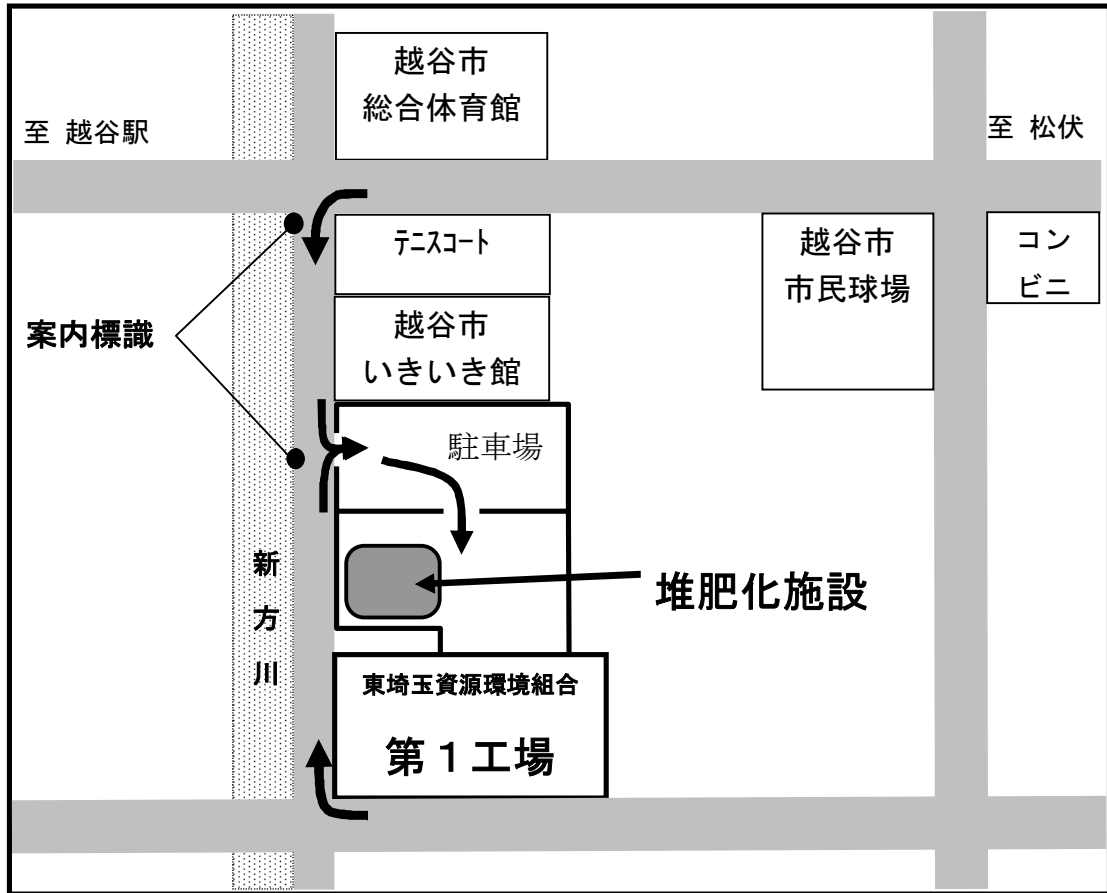 越谷市
総合体育館
至 越谷駅
至 松伏
テニスコート
越谷市
市民球場
コン
ビニ
案内標識
越谷市
いきいき館
駐車場
新方川
堆肥化施設
東埼玉資源環境組合
第１工場